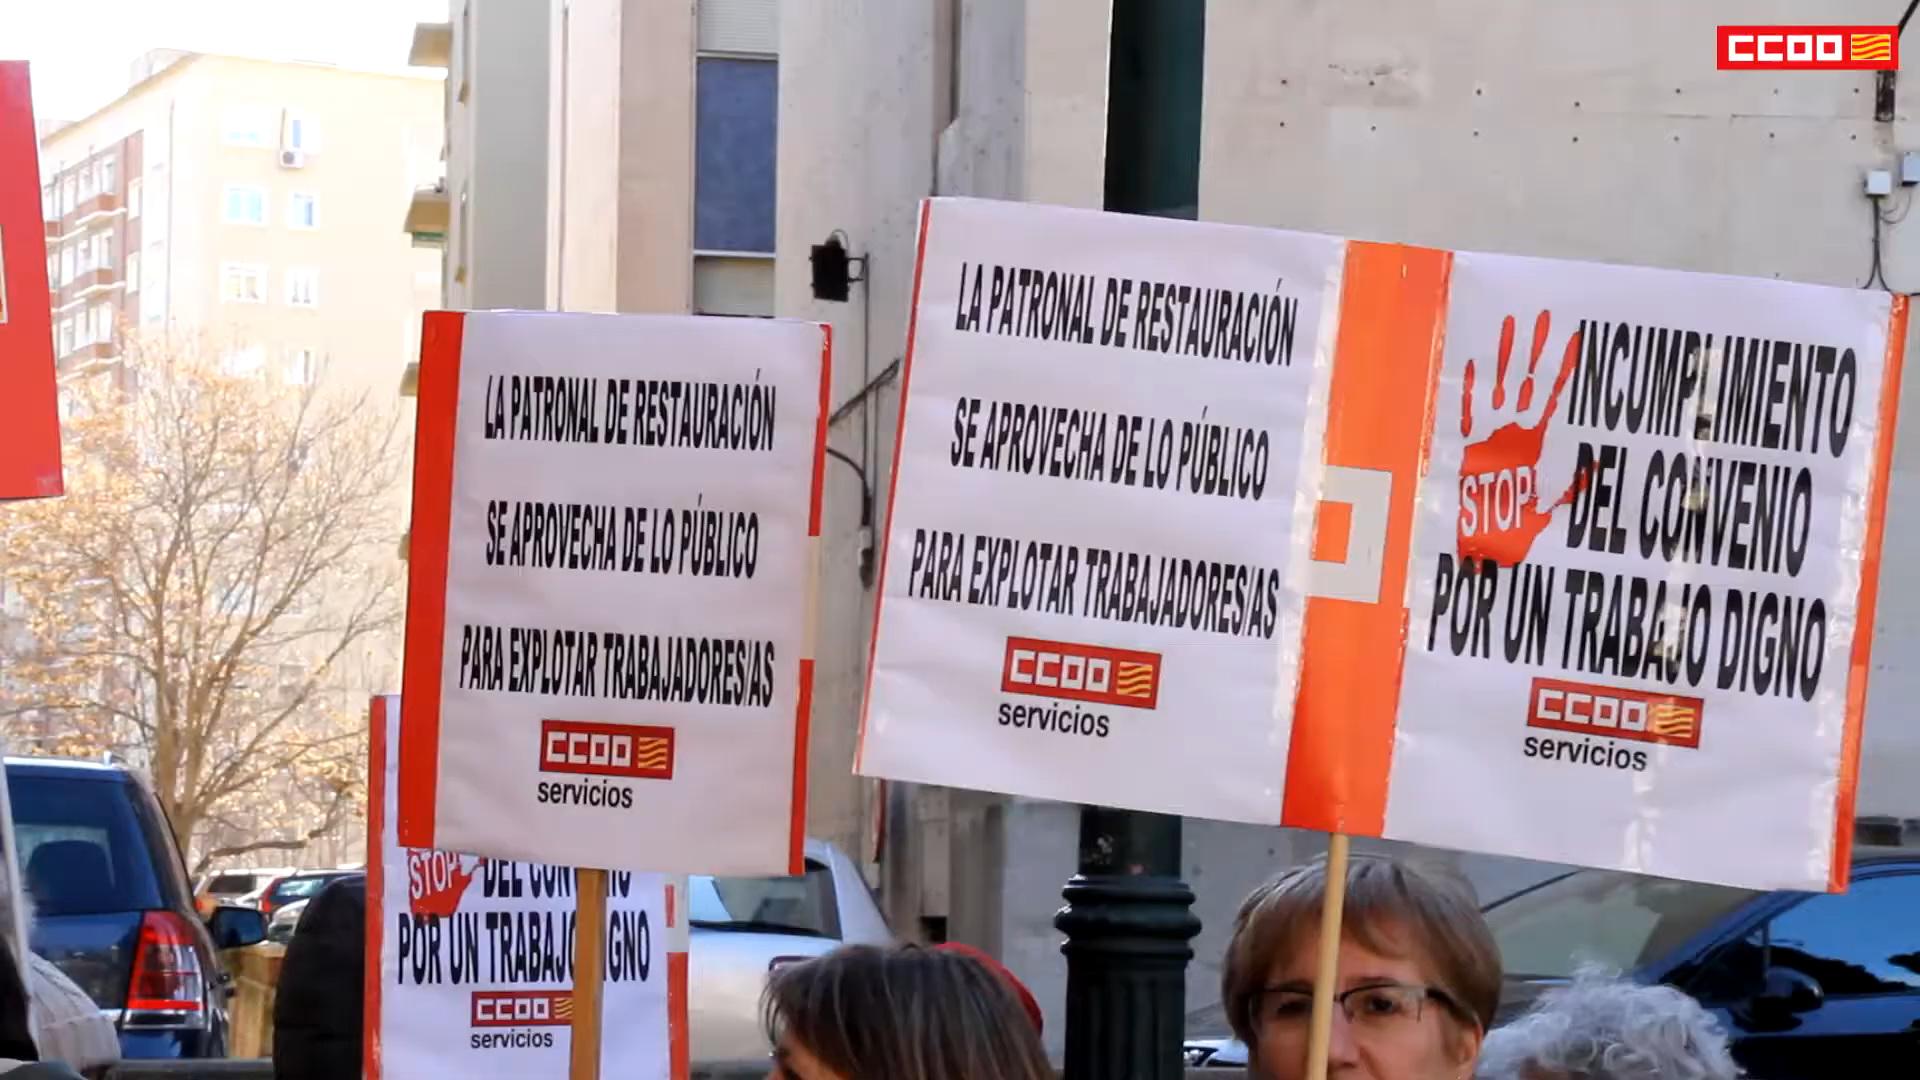 CCOO
LA PATRONAL DE RESTAURACIÓN
SE APROVECHA DE LO PÚBLICO
PARA EXPLOTAR TRABAJADORES/AS
CCOO
servicios
LA PATRONAL DE RESTAURACIÓN
SE APROVECHA DE LO PÚBLICO
PARA EXPLOTAR TRABAJADORES/AS
CCOO
servicios
STOP
INCUMPLIMIENTO
DEL CONVENIO
POR UN TRABAJO DIGNO
CCOO
servicios
STOP
DEL
POR UN TRABAJO DIGNO
CCOO
servicios